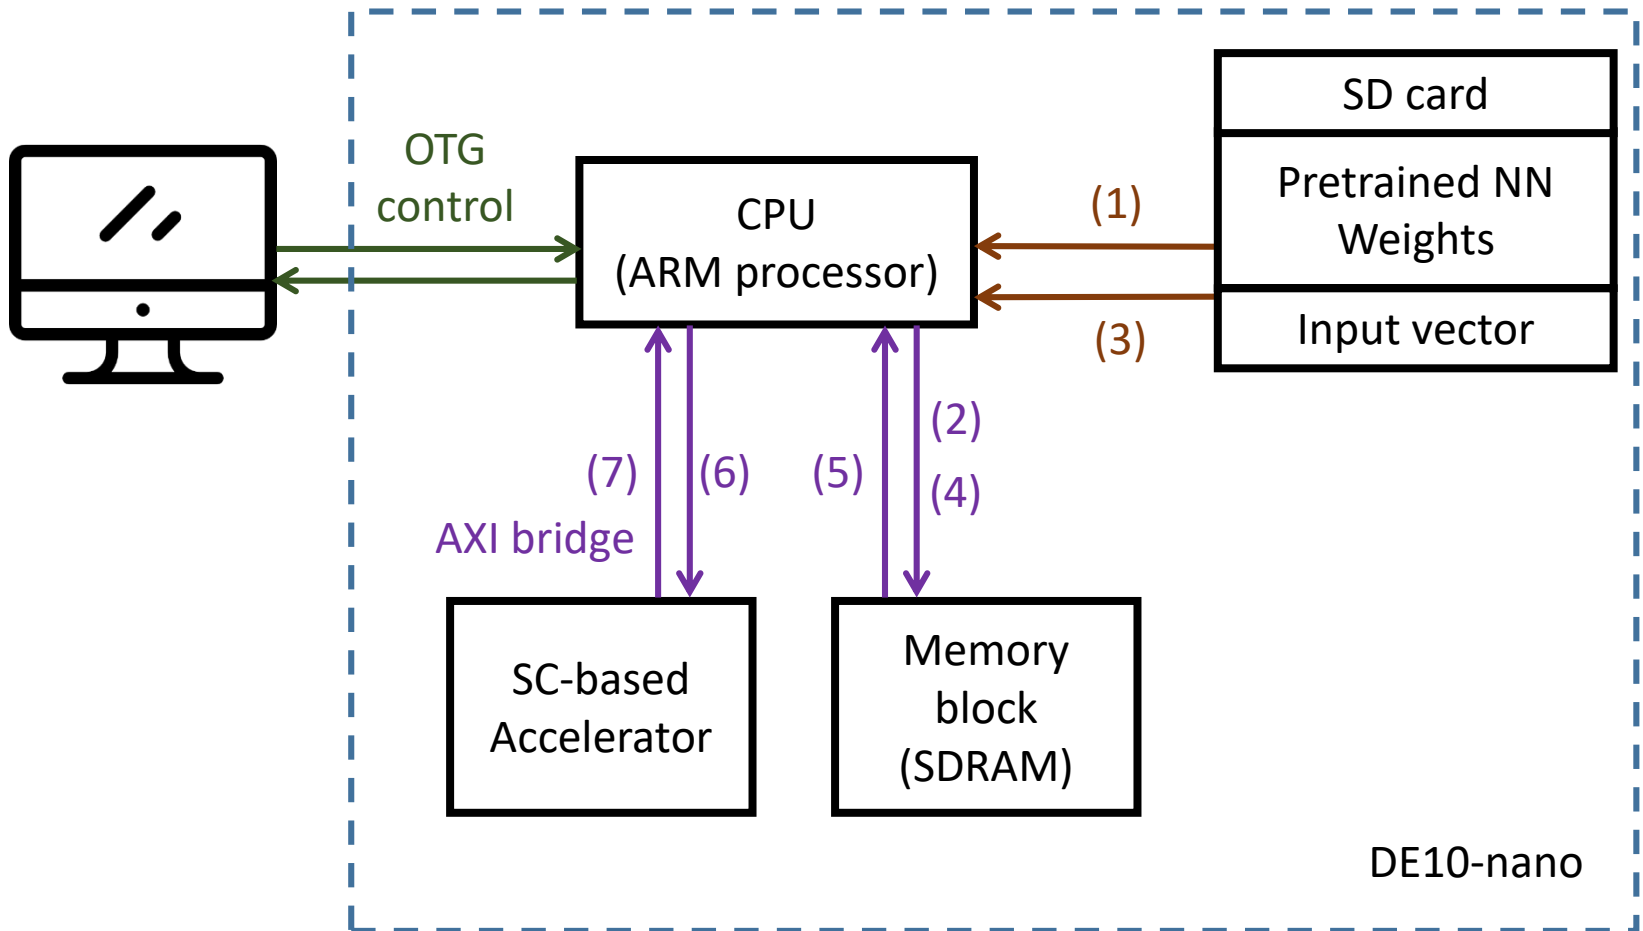 OTG
control
CPU
(ARM processor)
(1)
(3)
SD card
Pretrained NN
Weights
Input vector
(7)
(6)
(5)
(2)
(4)
AXI bridge
SC-based
Accelerator
Memory
block
(SDRAM)
DE10-nano